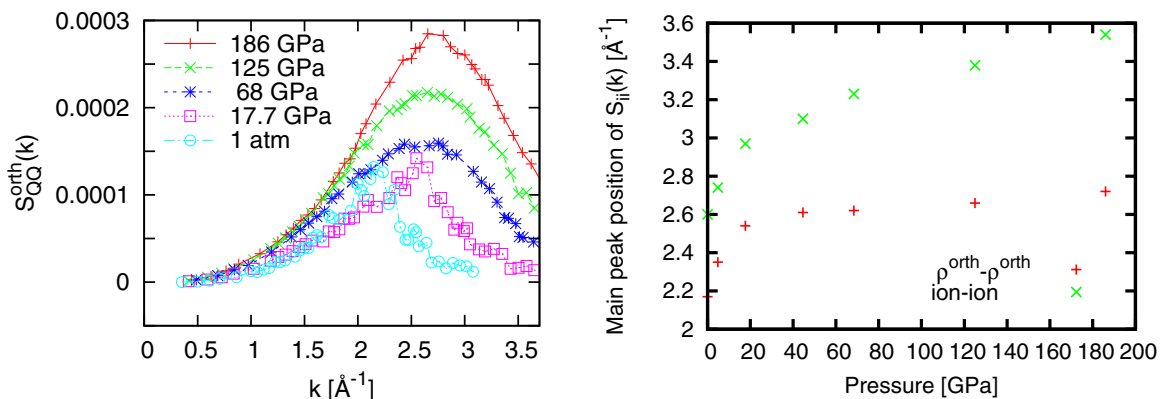 0.0003
0.0002
0.0001
0
S_QQ^orth(k)
186 GPa
125 GPa
68 GPa
17.7 GPa
1 atm
0 0.5 1 1.5 2 2.5 3 3.5
k [Å⁻¹]
3.6
3.4
3.2
3
2.8
2.6
2.4
2.2
2
Main peak position of S_ii(k) [Å⁻¹]
ρ^orth-ρ^orth
ion-ion
0 20 40 60 80 100 120 140 160 180 200
Pressure [GPa]